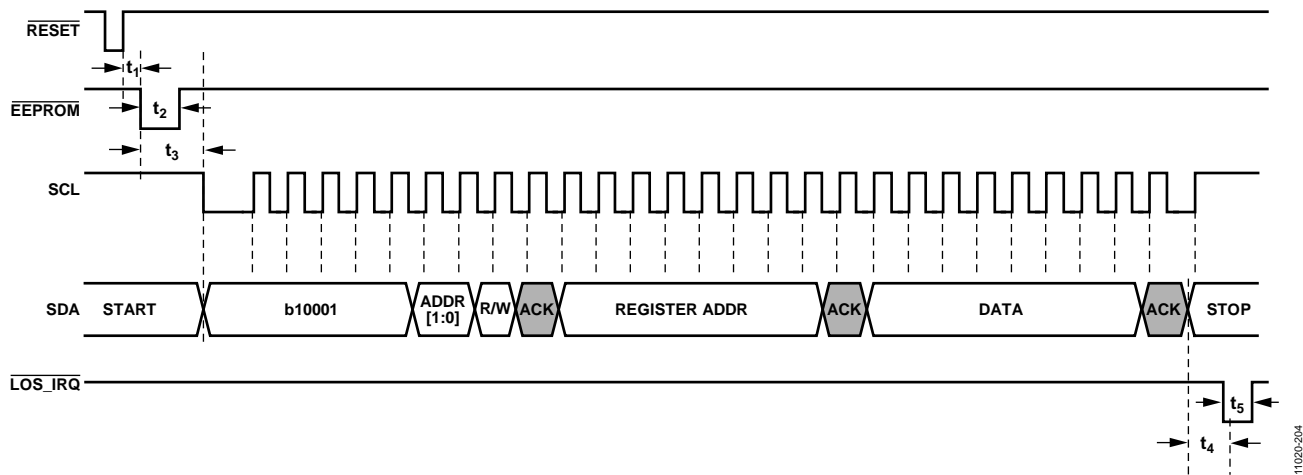 RESET
t1
EEPROM
t2
t3
SCL
SDA START b10001 ADDR [1:0] R/W ACK REGISTER ADDR ACK DATA ACK STOP
LOS_IRQ
t5
t4
11020-204